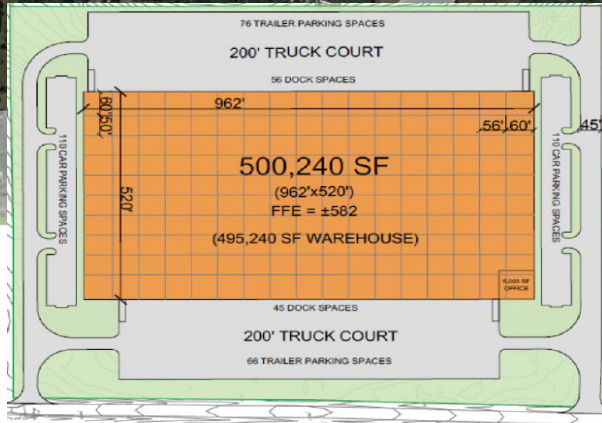 76 TRAILER PARKING SPACES
200' TRUCK COURT
56 DOCK SPACES
962'
60'
50'
56'
60'
45'
110 CAR PARKING SPACES
520'
500,240 SF
(962'x520')
FFE = ±582
(495,240 SF WAREHOUSE)
110 CAR PARKING SPACES
5,000 SF
OFFICE
45 DOCK SPACES
200' TRUCK COURT
66 TRAILER PARKING SPACES